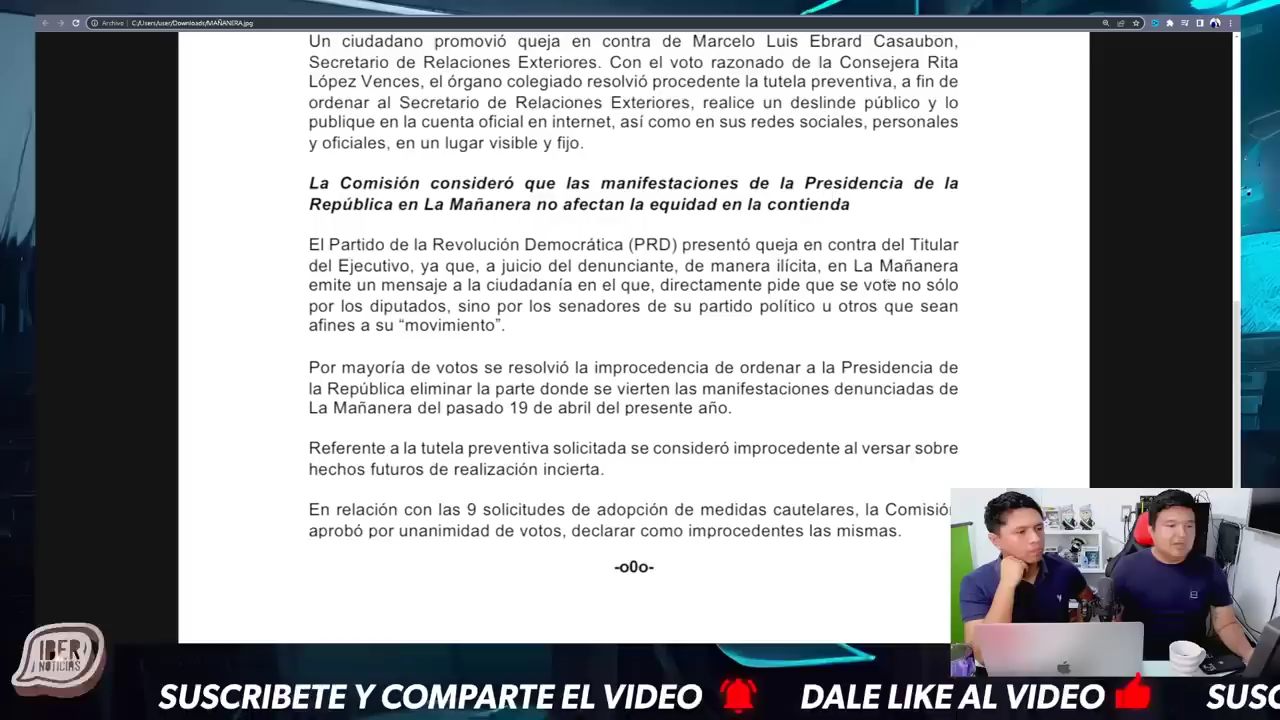 Archivo | C:/Users/user/Downloads/MAÑANERA.jpg
Un ciudadano promovió queja en contra de Marcelo Luis Ebrard Casaubon,
Secretario de Relaciones Exteriores. Con el voto razonado de la Consejera Rita
López Vences, el órgano colegiado resolvió procedente la tutela preventiva, a fin de
ordenar al Secretario de Relaciones Exteriores, realice un deslinde público y lo
publique en la cuenta oficial en internet, así como en sus redes sociales, personales
y oficiales, en un lugar visible y fijo.
La Comisión consideró que las manifestaciones de la Presidencia de la
República en La Mañanera no afectan la equidad en la contienda
El Partido de la Revolución Democrática (PRD) presentó queja en contra del Titular
del Ejecutivo, ya que, a juicio del denunciante, de manera ilícita, en La Mañanera
emite un mensaje a la ciudadanía en el que, directamente pide que se vote no sólo
por los diputados, sino por los senadores de su partido político u otros que sean
afines a su “movimiento”.
Por mayoría de votos se resolvió la improcedencia de ordenar a la Presidencia de
la República eliminar la parte donde se vierten las manifestaciones denunciadas de
La Mañanera del pasado 19 de abril del presente año.
Referente a la tutela preventiva solicitada se consideró improcedente al versar sobre
hechos futuros de realización incierta.
En relación con las 9 solicitudes de adopción de medidas cautelares, la Comisión
aprobó por unanimidad de votos, declarar como improcedentes las mismas.
-o0o-
IBER
NOTICIAS
SUSCRIBETE Y COMPARTE EL VIDEO DALE LIKE AL VIDEO SUSC